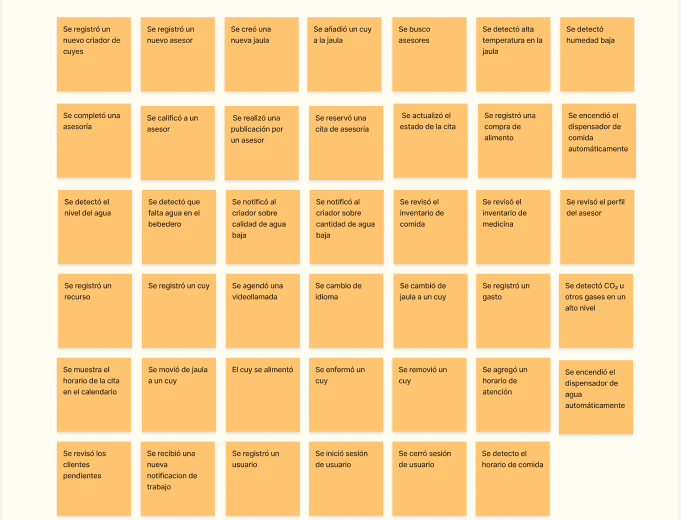 Se registró un
nuevo criador de
cuyes
Se registró un
nuevo asesor
Se creó una
nueva jaula
Se añadió un cuy
a la jaula
Se busco
asesores
Se detectó alta
temperatura en la
jaula
Se detectó
humedad baja
Se completó una
asesoría
Se calificó a un
asesor
Se realizó una
publicación por
un asesor
Se reservó una
cita de asesoría
Se actualizó el
estado de la cita
Se registró una
compra de
alimento
Se encendió el
dispensador de
comida
automáticamente
Se detectó el
nivel del agua
Se detectó que
falta agua en el
bebedero
Se notificó al
criador sobre
calidad de agua
baja
Se notificó al
criador sobre
cantidad de agua
baja
Se revisó el
inventario de
comida
Se revisó el
inventario de
medicina
Se revisó el perfil
del asesor
Se registró un
recurso
Se registró un cuy
Se agendó una
videollamada
Se cambio de
idioma
Se cambió de
jaula a un cuy
Se registró un
gasto
Se detectó CO₂ u
otros gases en un
alto nivel
Se muestra el
horario de la cita
en el calendario
Se movió de jaula
a un cuy
El cuy se alimentó
Se enfermó un
cuy
Se removió un
cuy
Se agregó un
horario de
atención
Se encendió el
dispensador de
agua
automáticamente
Se revisó los
clientes
pendientes
Se recibió una
nueva
notificacion de
trabajo
Se registró un
usuario
Se inició sesión
de usuario
Se cerró sesión
de usuario
Se detecto el
horario de comida